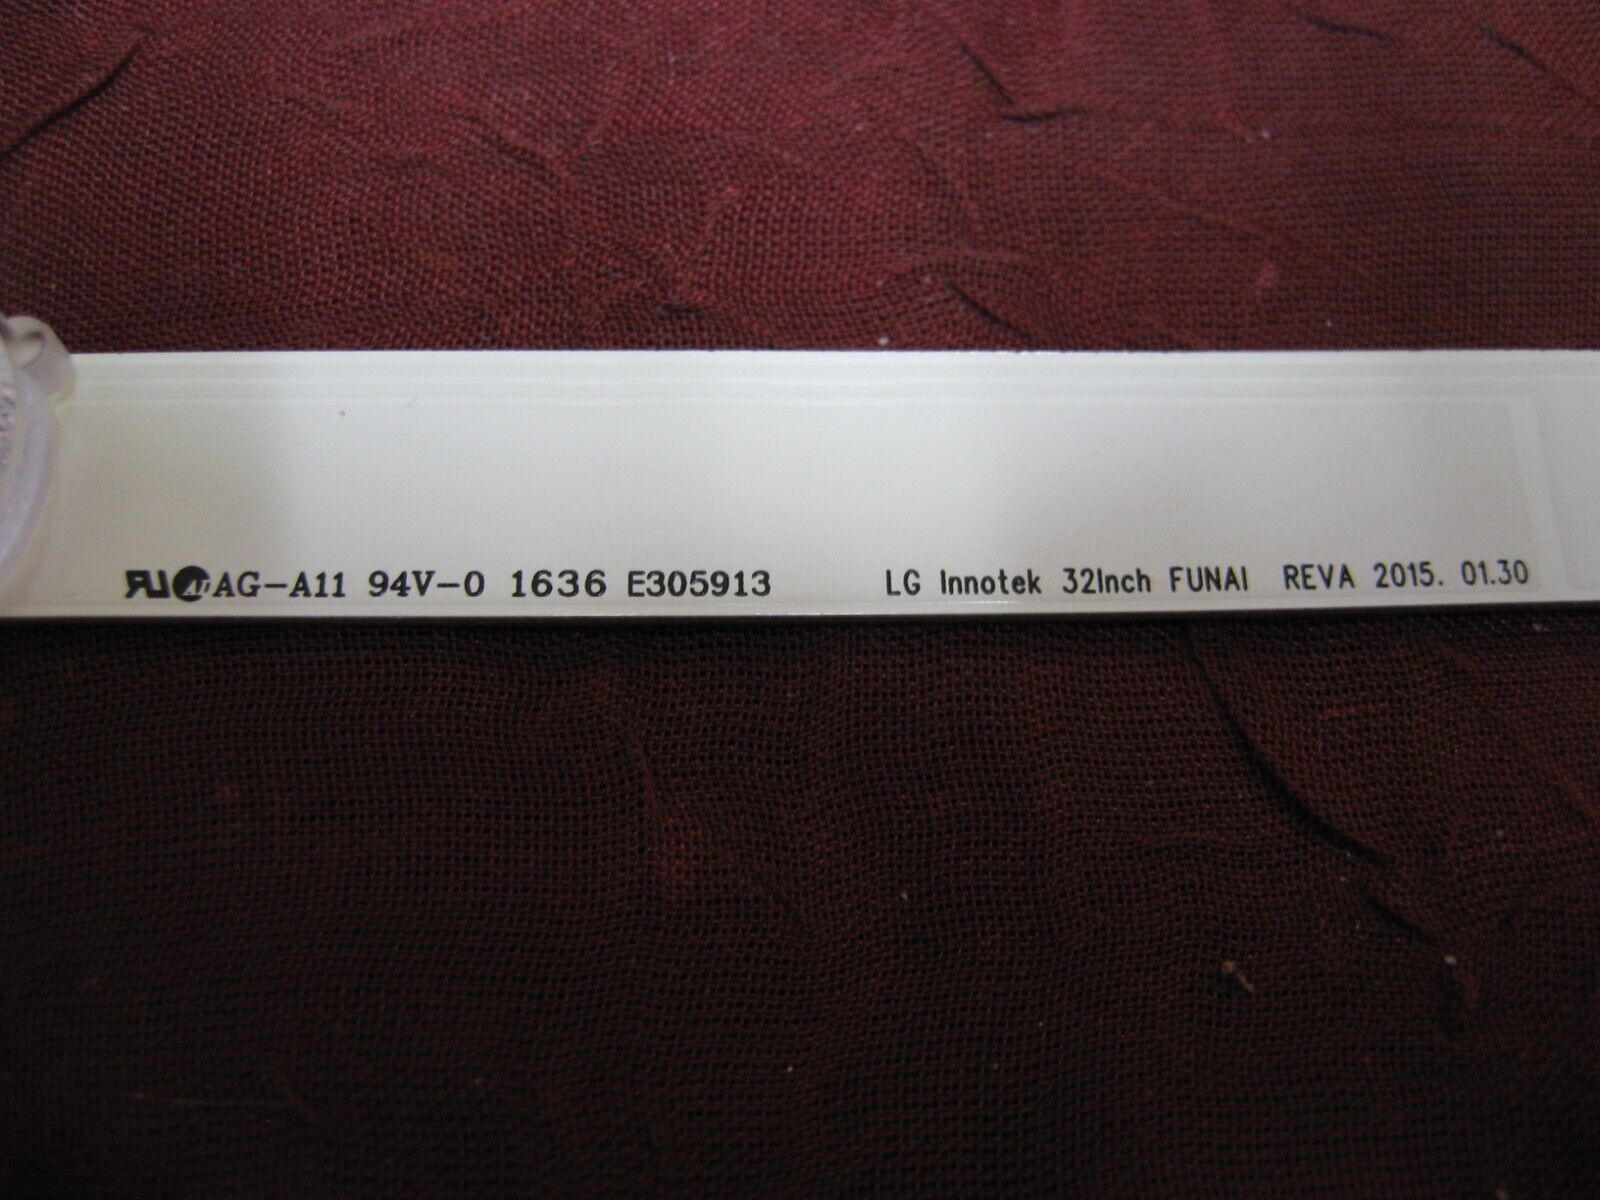 AG-A11 94V-0 1636 E305913 LG Innotek 32Inch FUNAI REVA 2015. 01.30